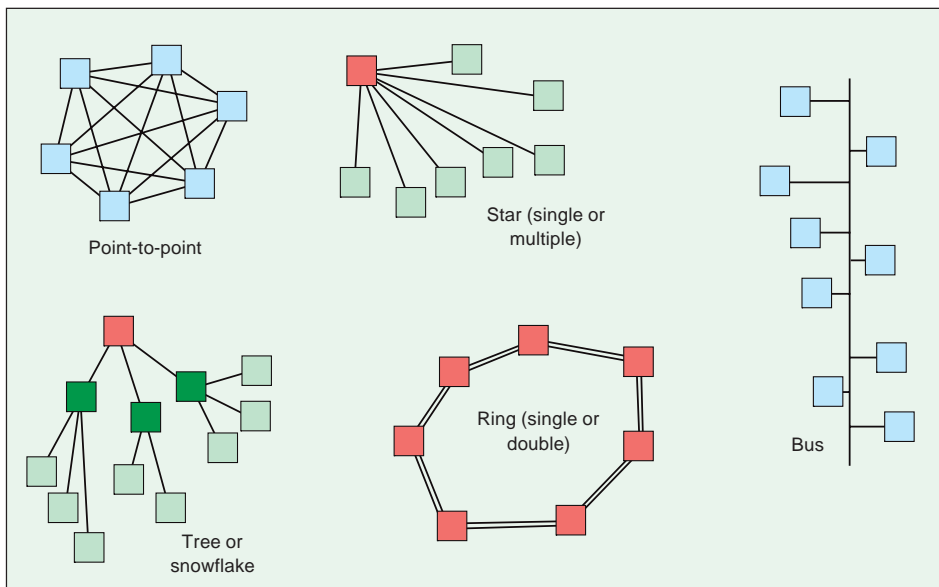 Point-to-point
Star (single or
multiple)
Tree or
snowflake
Ring (single or
double)
Bus